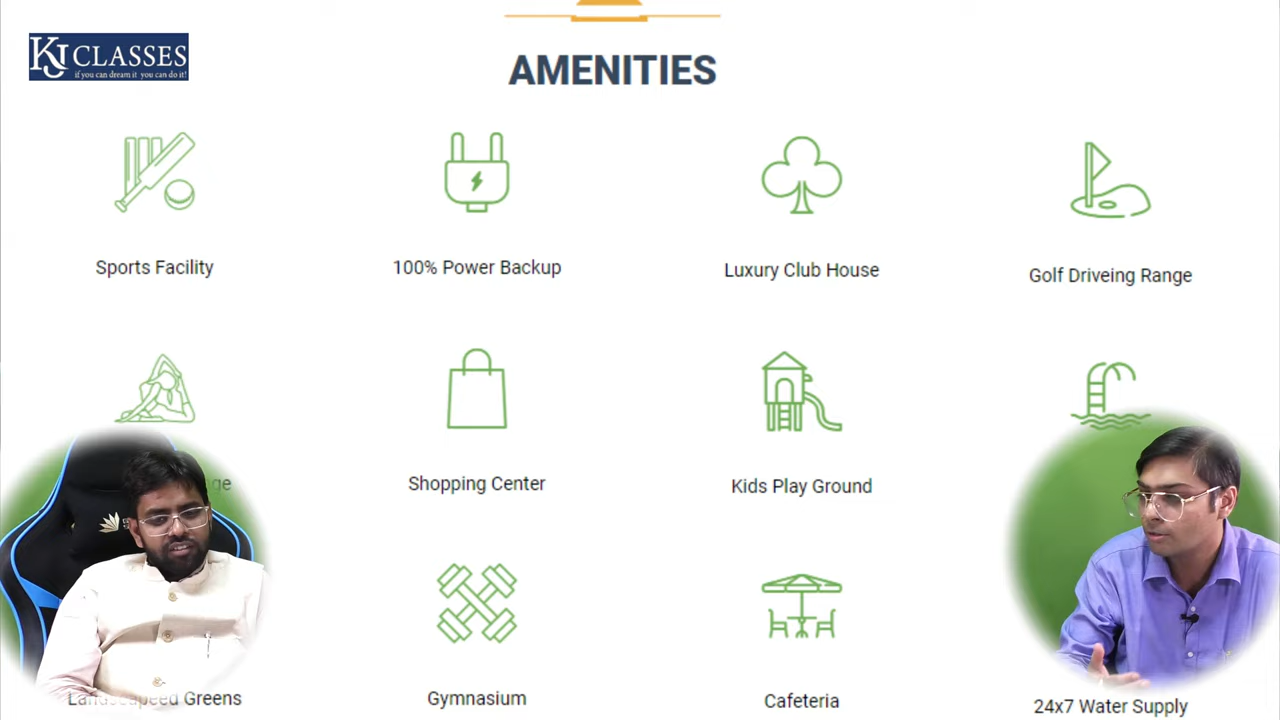 KJ CLASSES
if you can dream it you can do it!
AMENITIES
Sports Facility
100% Power Backup
Luxury Club House
Golf Driveing Range
Shopping Center
Kids Play Ground
Greens
Gymnasium
Cafeteria
24x7 Water Supply